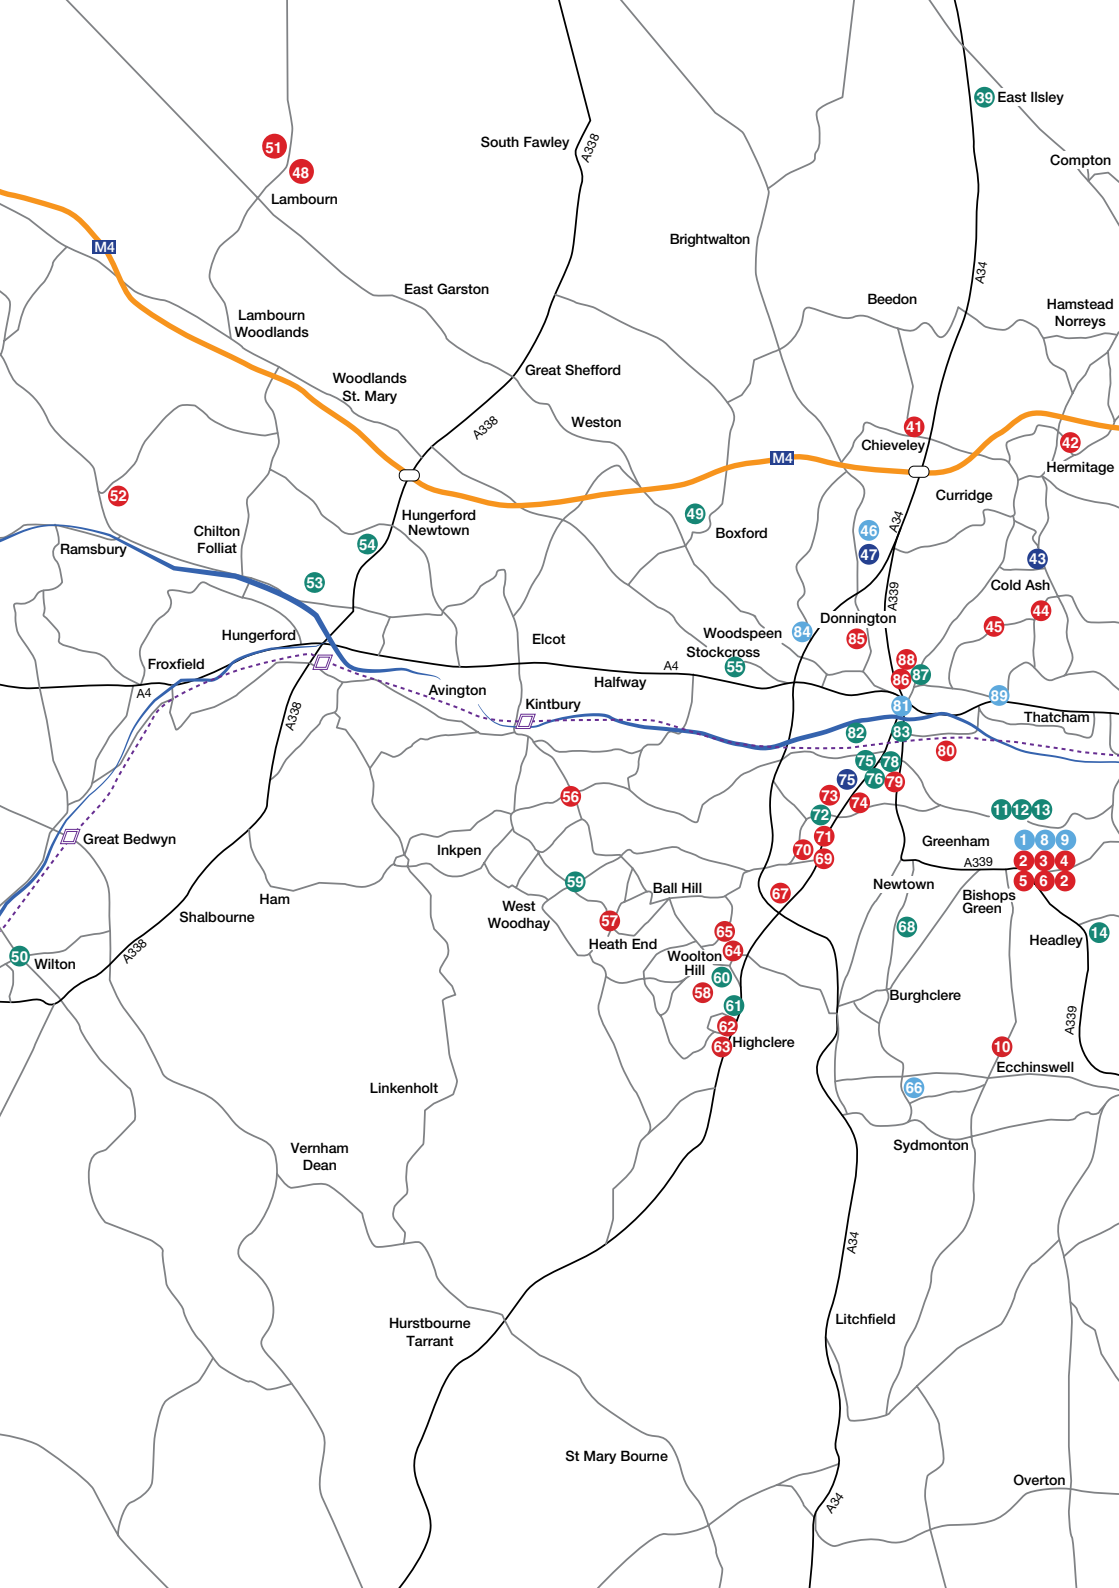 39 East Ilsley
South Fawley
A338
51
48
Lambourn
Compton
M4
Brightwalton
A34
East Garston
Beedon
Hamstead
Norreys
Lambourn
Woodlands
Great Shefford
Woodlands
St. Mary
A338
Weston
41
Chieveley
42
Hermitage
M4
52
Curridge
49
Boxford
Hungerford
Newtown
A34
46
47
Chilton
Folliat
54
Ramsbury
43
Cold Ash
53
A339
44
45
Donnington
84
85
Hungerford
Elcot
Woodspeen
Stockcross
55
88
86
87
Froxfield
A4
Halfway
A4
Avington
89
Kintbury
81
Thatcham
A338
82
83
80
75
78
75
76
79
56
73
74
72
11 12 13
71
Great Bedwyn
Greenham
1 8 9
Inkpen
70
69
A339
2 3 4
5 6 2
59
Ball Hill
67
Newtown
Bishops
Green
Ham
West
Woodhay
57
Shalbourne
68
65
Headley
14
Heath End
64
A338
50
Wilton
Woolton
Hill
60
58
Burghclere
61
62
A339
63
Highclere
10
Ecchinswell
Linkenholt
66
Sydmonton
Vernham
Dean
A34
Hurstbourne
Tarrant
Litchfield
St Mary Bourne
Overton
A34